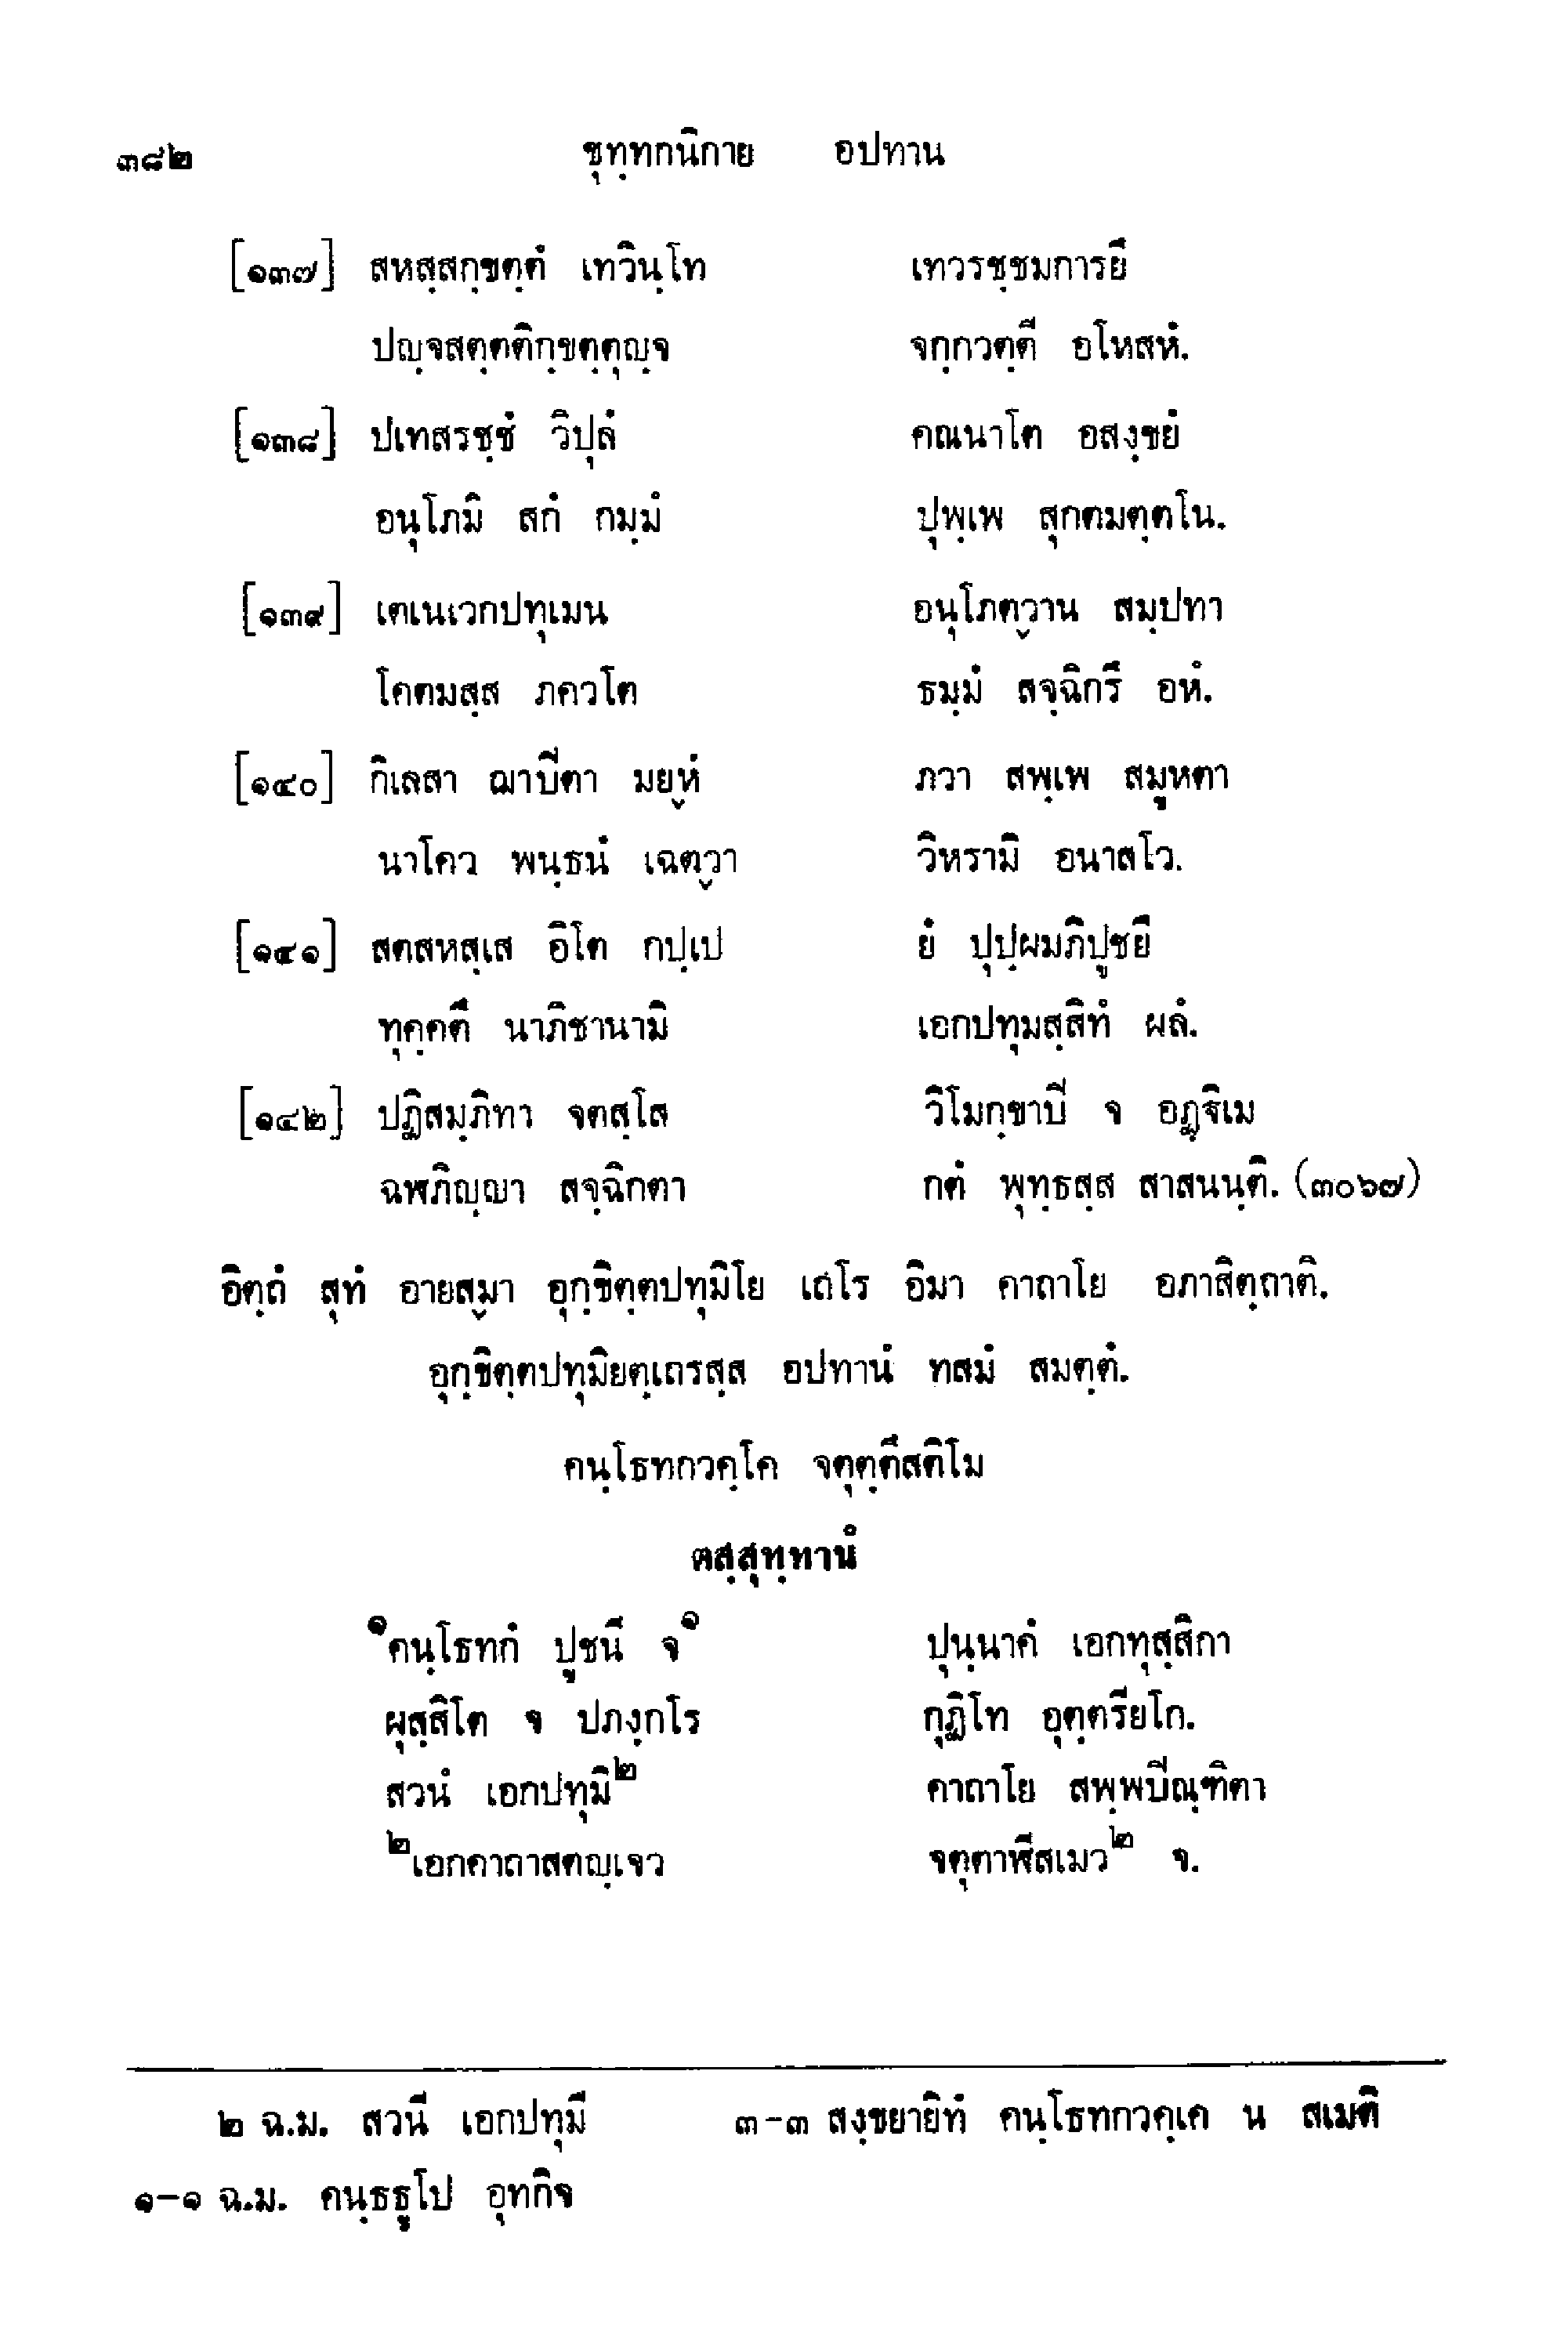 ๓๘๒ ขุทฺทกนิกาย อปทาน
[๑๓๗] สหสฺสกฺขตฺตํ เทวินฺโท เทวรชฺชมการยึ
ปญฺจสตฺตติกฺขตฺตุญฺจ จกฺกวตฺตี อโหสหํ.
[๑๓๘] ปเทสรชฺชํ วิปุลํ คณนาโต อสงฺขยํ
อนุโภมิ สกํ กมฺมํ ปุพฺเพ สุกตมตฺตโน.
[๑๓๙] เตเนเวกปทุเมน อนุโภตฺวาน สมฺปทา
โคตมสฺส ภควโต ธมฺมํ สจฺฉิกรึ อหํ.
[๑๔๐] กิเลสา ฌาปิตา มยฺหํ ภวา สพฺเพ สมูหตา
นาโคว พนฺธนํ เฉตฺวา วิหรามิ อนาสโว.
[๑๔๑] สตสหสฺเส อิโต กปฺเป ยํ ปุปฺผมภิปูชยึ
ทุคฺคตึ นาภิชานามิ เอกปทุมสฺสิทํ ผลํ.
[๑๔๒] ปฏิสมฺภิทา จตสฺโส วิโมกฺขาปิ จ อฏฺฐิเม
ฉฬภิญฺญา สจฺฉิกตา กตํ พุทฺธสฺส สาสนนฺติ. (๓๐๖๗)
อิตฺถํ สุทํ อายสฺมา อุกฺขิตฺตปทุมิโย เถโร อิมา คาถาโย อภาสิตฺถาติ.
อุกฺขิตฺตปทุมิยตฺเถรสฺส อปทานํ ทสมํ สมตฺตํ.
คนฺโธทกวคฺโค จตุตฺตึสติโม
ตสฺสุทฺทานํ
๑คนฺโธทกํ ปูชนี จ๑ ปุนฺนาคํ เอกทุสฺสิกา
ผุสฺสิโต จ ปภงฺกโร กุฏิโท อุตฺตรียโก.
สวนํ เอกปทุมิ๒ คาถาโย สพฺพปิณฺฑิตา
๒เอกคาถาสตญฺเจว จตุตาฬีสเมว๒ จ.
๒ ฉ.ม. สวนี เอกปทุมี ๓-๓ สงฺขยายิทํ คนฺโธทกวคฺเค น สเมติ
๑-๑ ฉ.ม. คนฺธธูโป อุทกิจ